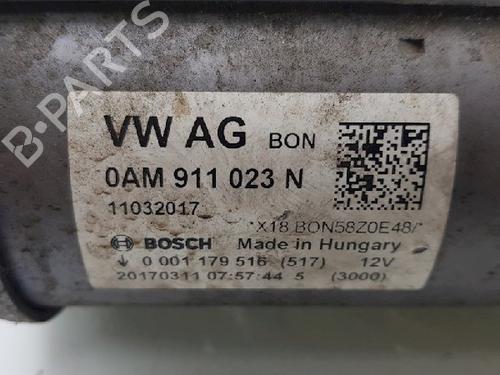 VW AG BON
0AM 911 023 N
11032017
*X18 BON58Z0E48/*
BOSCH Made in Hungary
0 001 179 516 (517) 12V
20170311 07:57:44 5 (3000)
B-PARTS